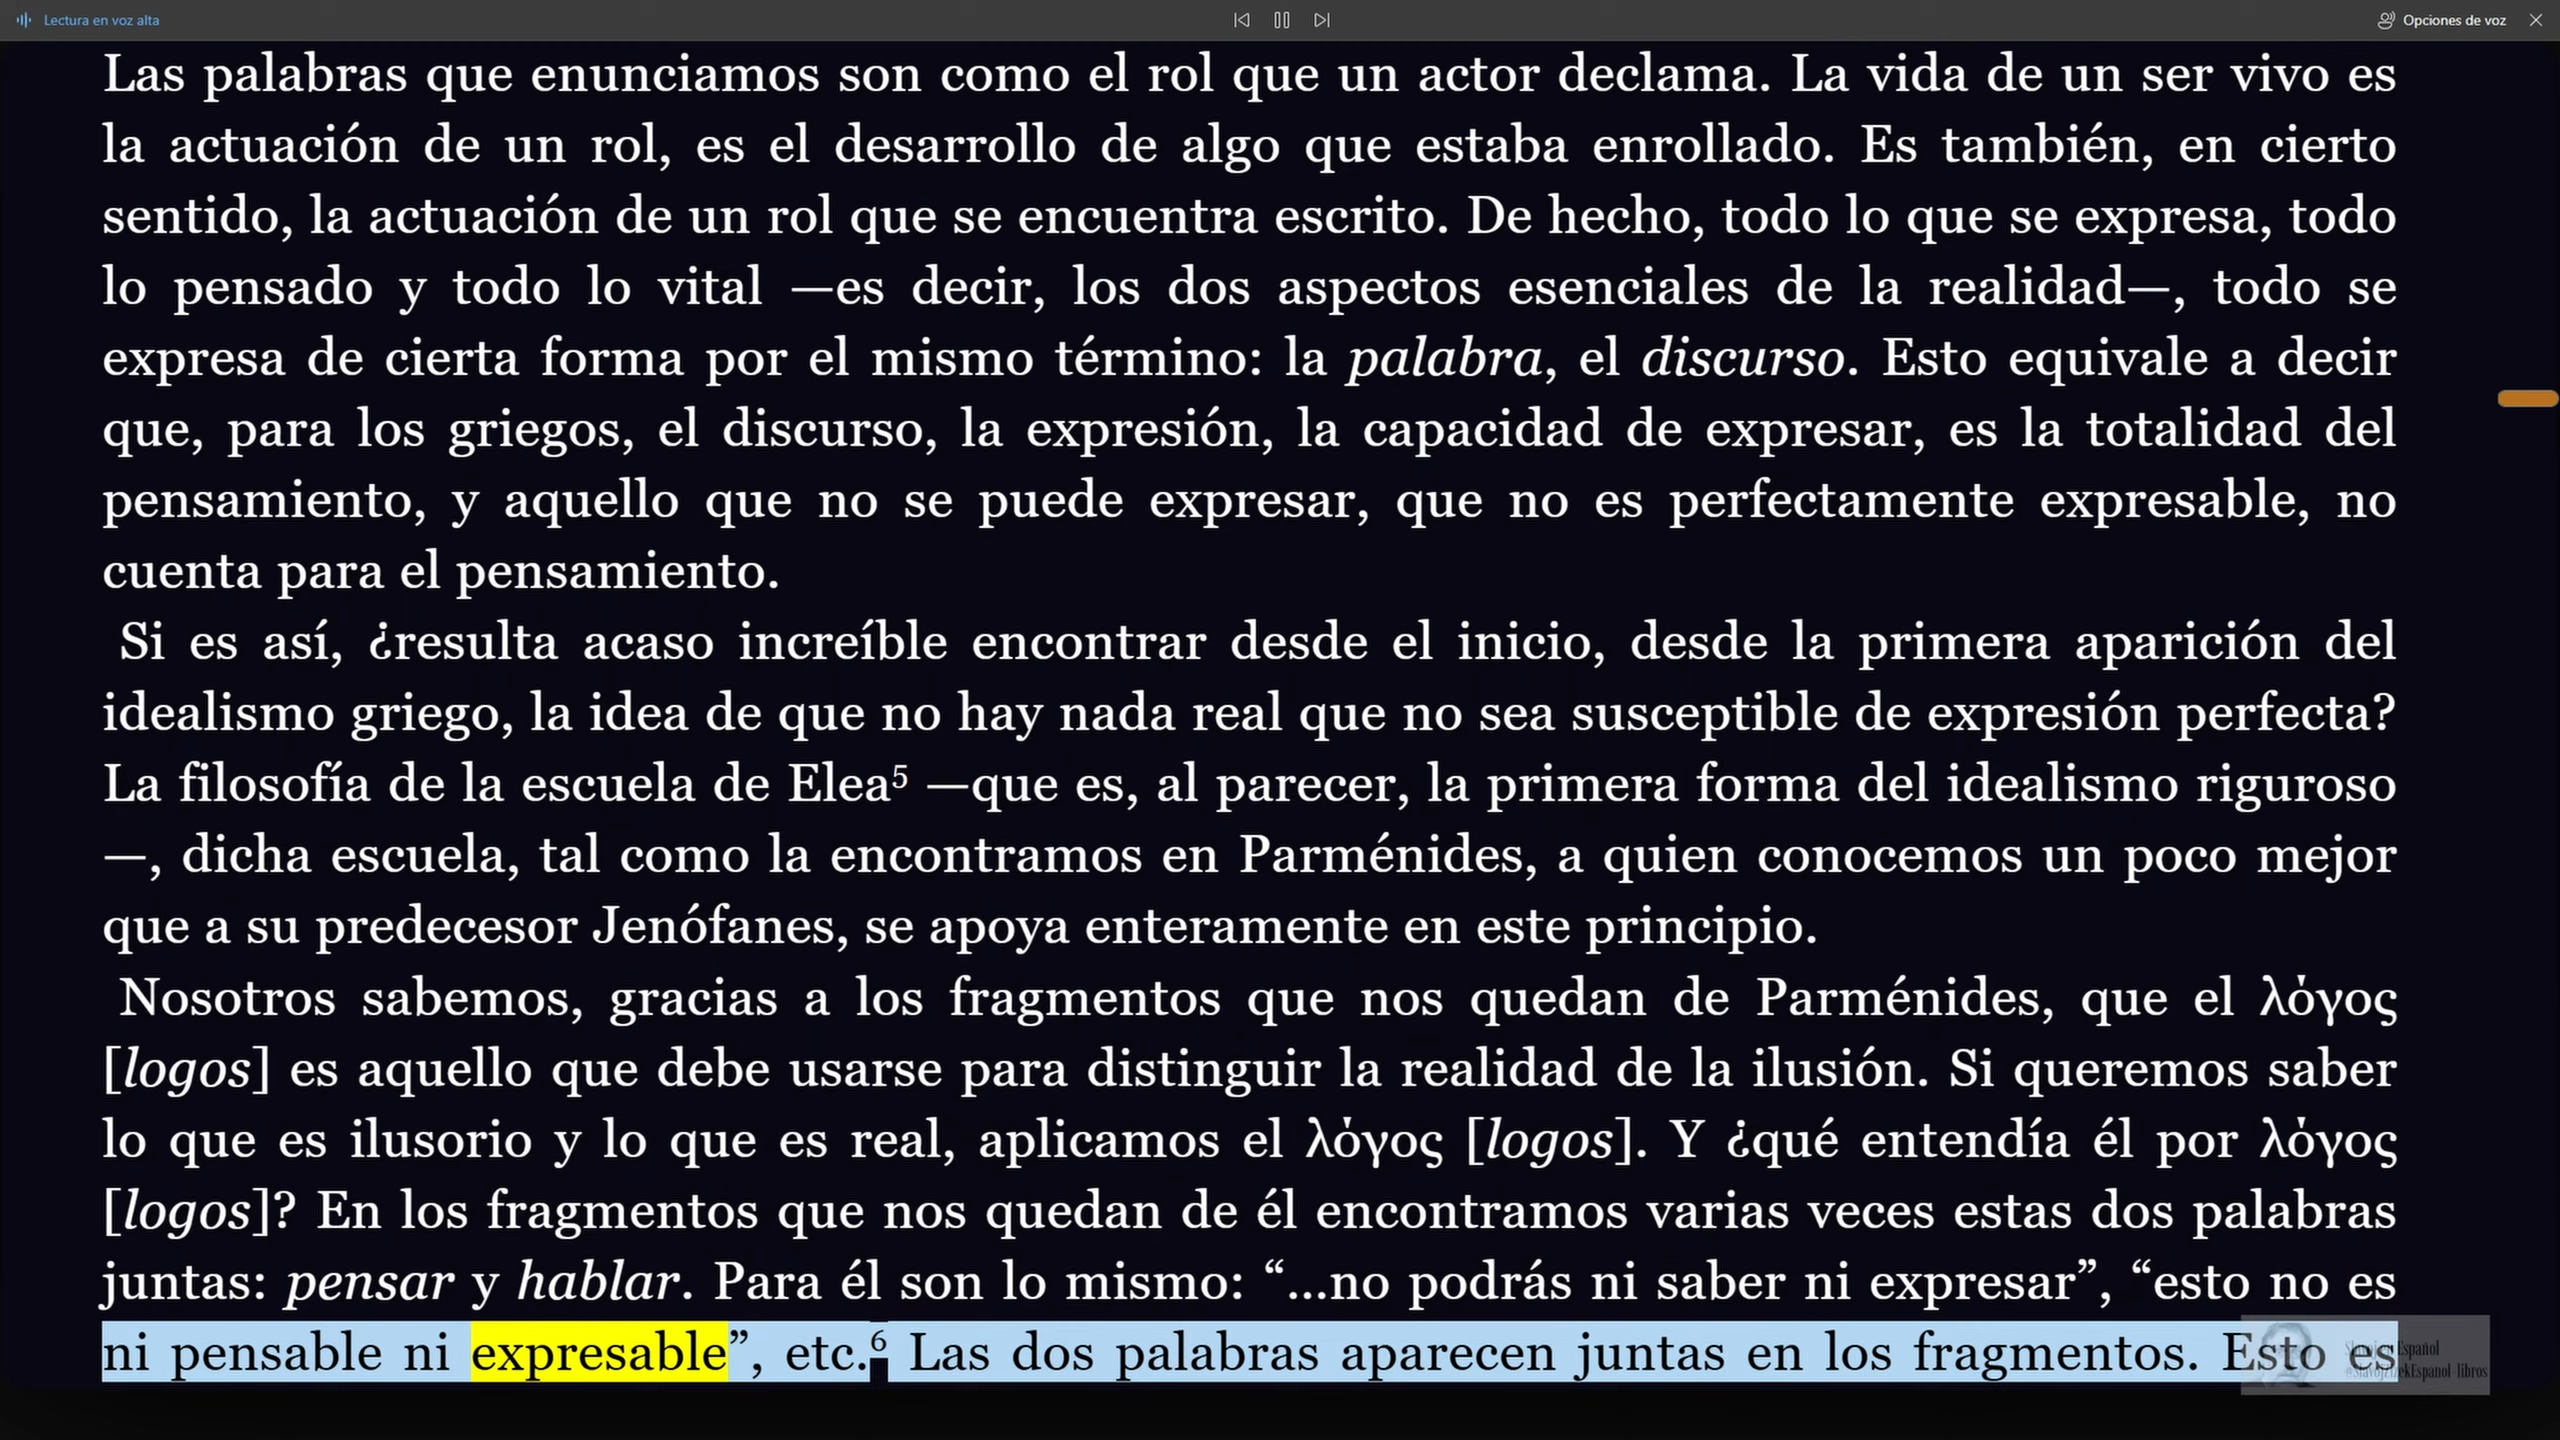 Lectura en voz alta
Opciones de voz
Las palabras que enunciamos son como el rol que un actor declama. La vida de un ser vivo es
la actuación de un rol, es el desarrollo de algo que estaba enrollado. Es también, en cierto
sentido, la actuación de un rol que se encuentra escrito. De hecho, todo lo que se expresa, todo
lo pensado y todo lo vital —es decir, los dos aspectos esenciales de la realidad—, todo se
expresa de cierta forma por el mismo término: la palabra, el discurso. Esto equivale a decir
que, para los griegos, el discurso, la expresión, la capacidad de expresar, es la totalidad del
pensamiento, y aquello que no se puede expresar, que no es perfectamente expresable, no
cuenta para el pensamiento.
Si es así, ¿resulta acaso increíble encontrar desde el inicio, desde la primera aparición del
idealismo griego, la idea de que no hay nada real que no sea susceptible de expresión perfecta?
La filosofía de la escuela de Elea⁵ —que es, al parecer, la primera forma del idealismo riguroso
—, dicha escuela, tal como la encontramos en Parménides, a quien conocemos un poco mejor
que a su predecesor Jenófanes, se apoya enteramente en este principio.
Nosotros sabemos, gracias a los fragmentos que nos quedan de Parménides, que el λὀγος
[logos] es aquello que debe usarse para distinguir la realidad de la ilusión. Si queremos saber
lo que es ilusorio y lo que es real, aplicamos el λὀγος [logos]. Y ¿qué entendía él por λὀγος
[logos]? En los fragmentos que nos quedan de él encontramos varias veces estas dos palabras
juntas: pensar y hablar. Para él son lo mismo: “...no podrás ni saber ni expresar”, “esto no es
ni pensable ni expresable”, etc.⁶ Las dos palabras aparecen juntas en los fragmentos. Esto es
Español